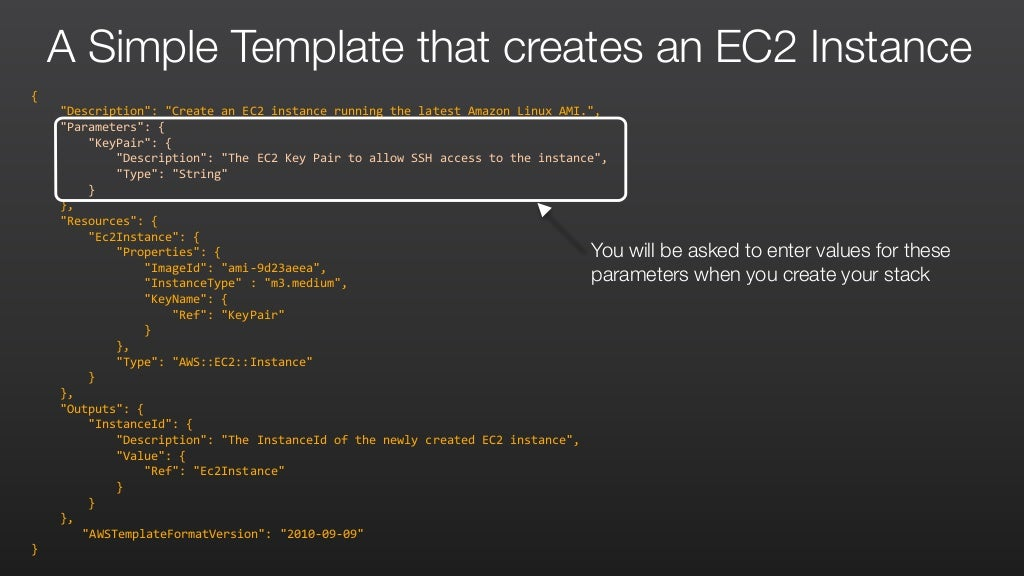 A Simple Template that creates an EC2 Instance
{
"Description": "Create an EC2 instance running the latest Amazon Linux AMI.",
"Parameters": {
"KeyPair": {
"Description": "The EC2 Key Pair to allow SSH access to the instance",
"Type": "String"
}
},
"Resources": {
"Ec2Instance": {
"Properties": {
"ImageId": "ami-9d23aeea",
"InstanceType" : "m3.medium",
"KeyName": {
"Ref": "KeyPair"
}
},
"Type": "AWS::EC2::Instance"
}
},
"Outputs": {
"InstanceId": {
"Description": "The InstanceId of the newly created EC2 instance",
"Value": {
"Ref": "Ec2Instance"
}
}
},
"AWSTemplateFormatVersion": "2010-09-09"
}
You will be asked to enter values for these
parameters when you create your stack